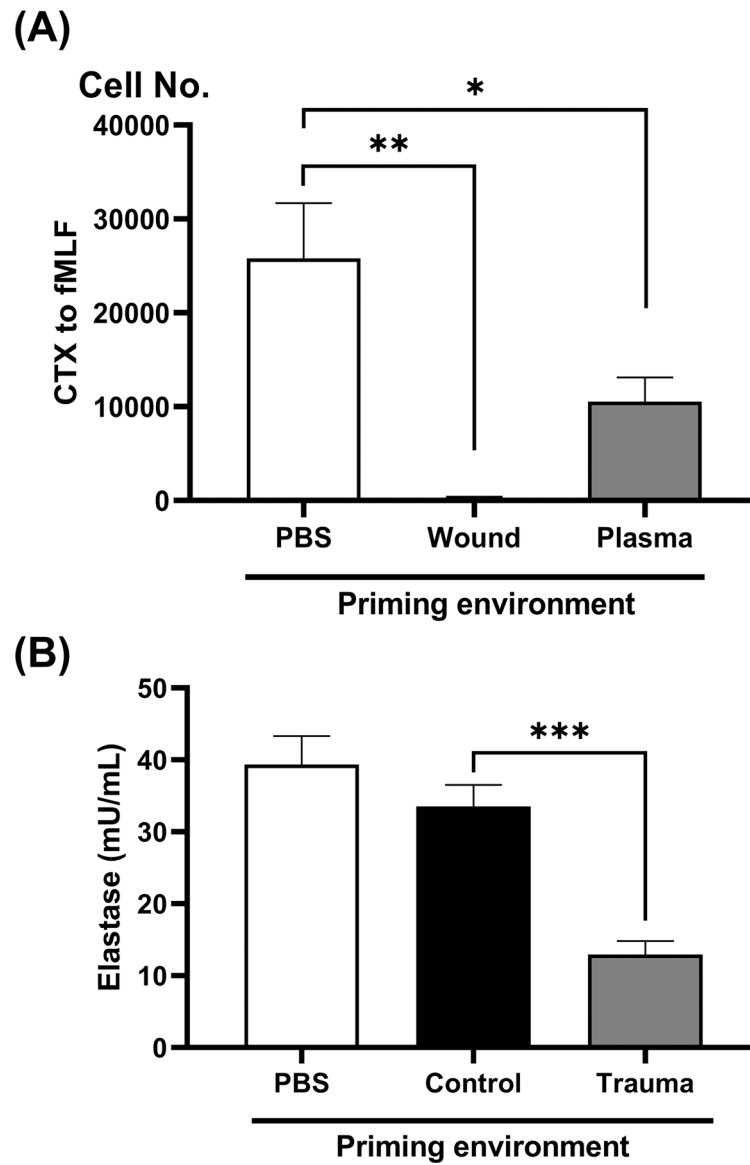 (A)
Cell No.
CTX to fMLF
40000
30000
20000
10000
0
*
**
PBS Wound Plasma
Priming environment
(B)
Elastase (mU/mL)
50
40
30
20
10
0
***
PBS Control Trauma
Priming environment